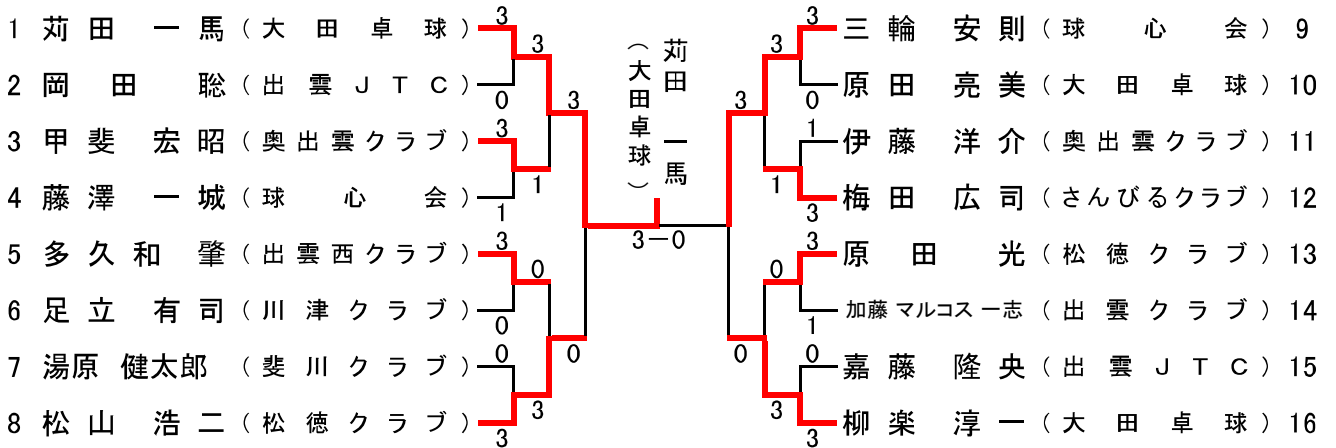 1 苅田 一馬 （大田卓球） 3
2 岡田 聡 （出雲JTC） 0
3
3 甲斐 宏昭 （奥出雲クラブ） 3
4 藤澤 一城 （球心会） 1
1
3
5 多久和 肇 （出雲西クラブ） 3
6 足立 有司 （川津クラブ） 0
0
7 湯原 健太郎 （斐川クラブ） 0
8 松山 浩二 （松徳クラブ） 3
3
0
苅田 一馬
（大田卓球）
3－0
3 三輪 安則 （球心会） 9
0 原田 亮美 （大田卓球） 10
3
1 伊藤 洋介 （奥出雲クラブ） 11
3 梅田 広司 （さんびるクラブ） 12
1
3
3 原田 光 （松徳クラブ） 13
1 加藤 マルコス 一志 （出雲クラブ） 14
0
0 嘉藤 隆央 （出雲JTC） 15
3 柳楽 淳一 （大田卓球） 16
3
0